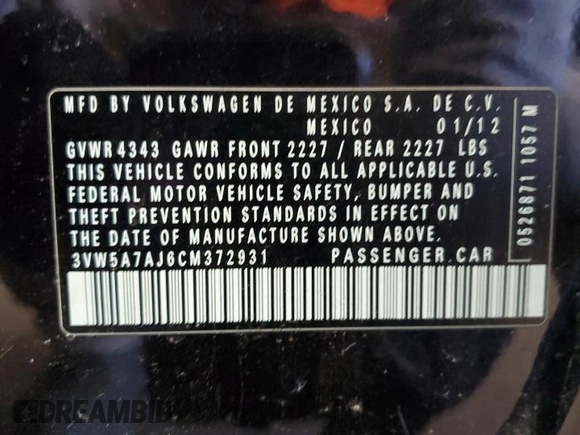 MFD BY VOLKSWAGEN DE MEXICO S.A. DE C.V.
MEXICO 01/12
GVWR 4343 GAWR FRONT 2227 / REAR 2227 LBS
THIS VEHICLE CONFORMS TO ALL APPLICABLE U.S.
FEDERAL MOTOR VEHICLE SAFETY, BUMPER AND
THEFT PREVENTION STANDARDS IN EFFECT ON
THE DATE OF MANUFACTURE SHOWN ABOVE.
3VW5A7AJ6CM372931 PASSENGER.CAR
0526871 1057 M
DREAMBID